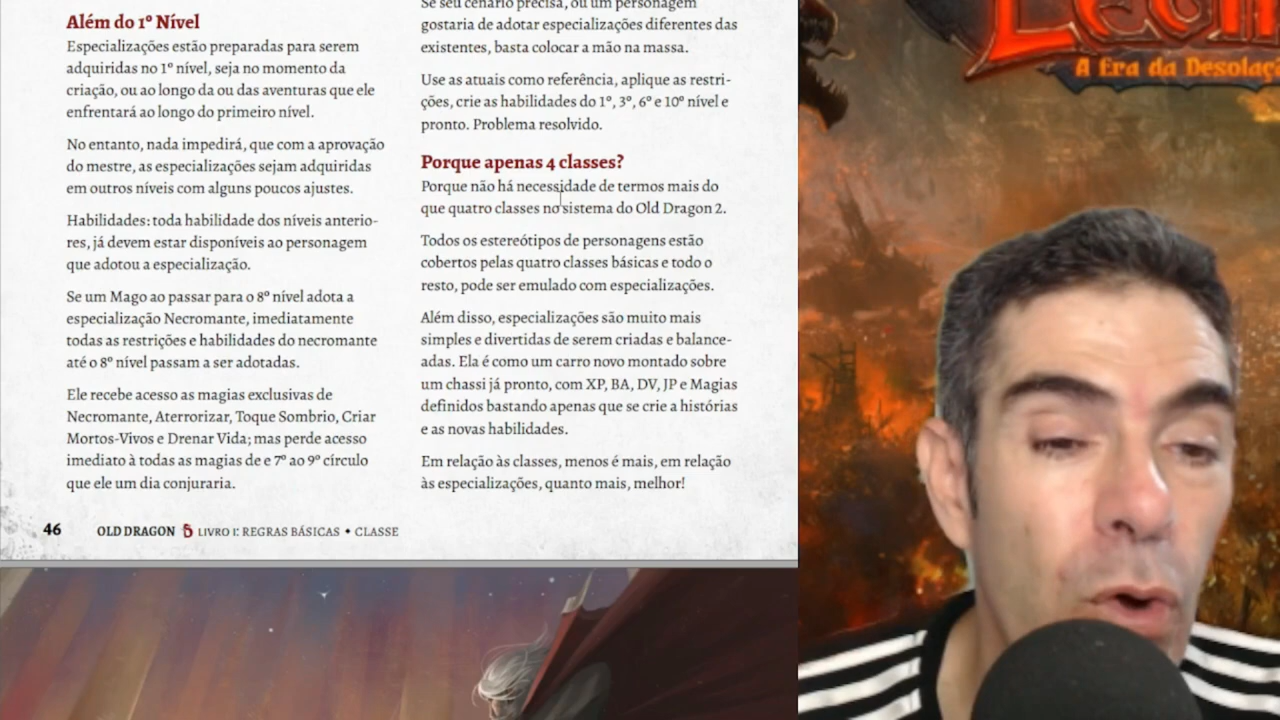 Além do 1º Nível
Especializações estão preparadas para serem
adquiridas no 1º nível, seja no momento da
criação, ou ao longo da ou das aventuras que ele
enfrentará ao longo do primeiro nível.
No entanto, nada impedirá, que com a aprovação
do mestre, as especializações sejam adquiridas
em outros níveis com alguns poucos ajustes.
Habilidades: toda habilidade dos níveis anterio-
res, já devem estar disponíveis ao personagem
que adotou a especialização.
Se um Mago ao passar para o 8º nível adota a
especialização Necromante, imediatamente
todas as restrições e habilidades do necromante
até o 8º nível passam a ser adotadas.
Ele recebe acesso as magias exclusivas de
Necromante, Aterrorizar, Toque Sombrio, Criar
Mortos-Vivos e Drenar Vida; mas perde acesso
imediato à todas as magias de e 7º ao 9º círculo
que ele um dia conjuraria.
Se seu cenário precisa, ou um personagem
gostaria de adotar especializações diferentes das
existentes, basta colocar a mão na massa.
Use as atuais como referência, aplique as restri-
ções, crie as habilidades do 1º, 3º, 6º e 10º nível e
pronto. Problema resolvido.
Porque apenas 4 classes?
Porque não há necessidade de termos mais do
que quatro classes no sistema do Old Dragon 2.
Todos os estereótipos de personagens estão
cobertos pelas quatro classes básicas e todo o
resto, pode ser emulado com especializações.
Além disso, especializações são muito mais
simples e divertidas de serem criadas e balance-
adas. Ela é como um carro novo montado sobre
um chassi já pronto, com XP, BA, DV, JP e Magias
definidos bastando apenas que se crie a histórias
e as novas habilidades.
Em relação às classes, menos é mais, em relação
às especializações, quanto mais, melhor!
46 OLD DRAGON LIVRO I: REGRAS BÁSICAS • CLASSE
A Era da Desolaç